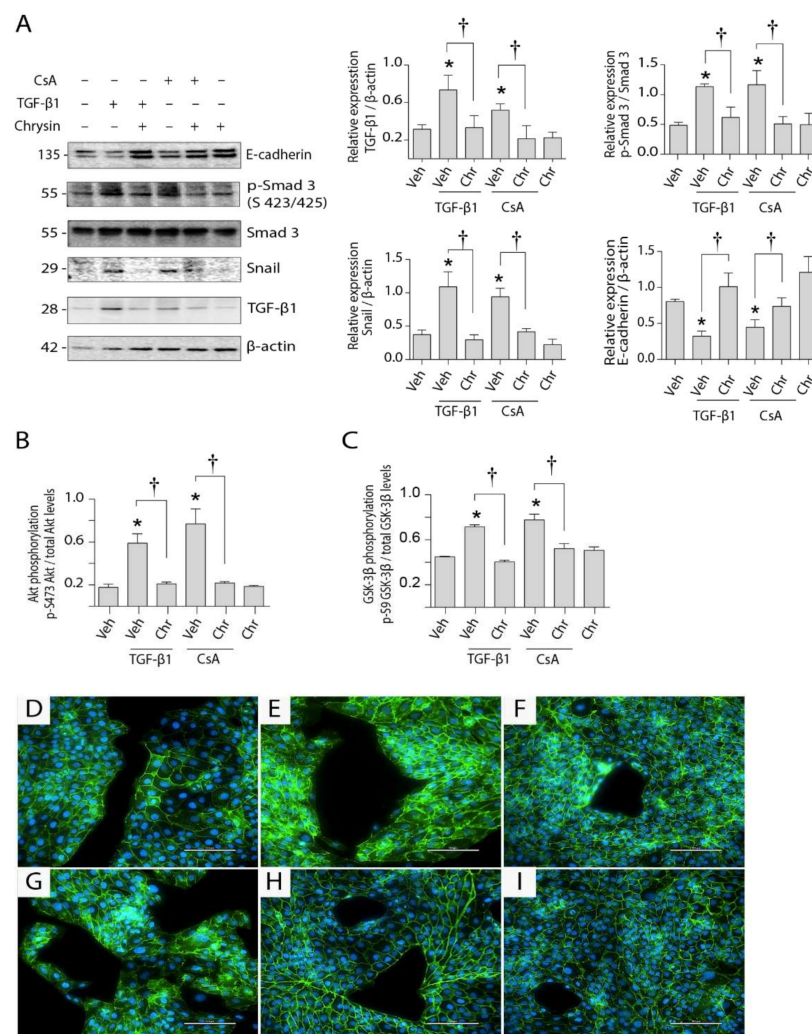 A
CsA - - - + + -
TGF-β1 - + + - - -
Chrysin - - + - + +
135 E-cadherin
55 p-Smad 3
(S 423/425)
55 Smad 3
29 Snail
28 TGF-β1
42 β-actin
Relative expresstion
TGF-β1 / β-actin
1.0
0.6
0.2
* † * †
Veh Veh Chr Veh Chr Chr
TGF-β1 CsA
Relative expression
p-Smad 3 / Smad 3
1.5
1.0
0.5
0.0
* † * †
Veh Veh Chr Veh Chr Chr
TGF-β1 CsA
Relative expression
Snail / β-actin
1.5
1.0
0.5
0.0
* † * †
Veh Veh Chr Veh Chr Chr
TGF-β1 CsA
Relative expression
E-cadherin / β-actin
1.5
1.0
0.5
0.0
* † * †
Veh Veh Chr Veh Chr Chr
TGF-β1 CsA
B
Akt phosphorylation
p-S473 Akt / total Akt levels
1.0
0.6
0.2
* † * †
Veh Veh Chr Veh Chr Chr
TGF-β1 CsA
C
GSK-3β phosphorylation
p-S9 GSK-3β / total GSK-3β levels
1.0
0.8
0.4
* † * †
Veh Veh Chr Veh Chr Chr
TGF-β1 CsA
D E F
G H I